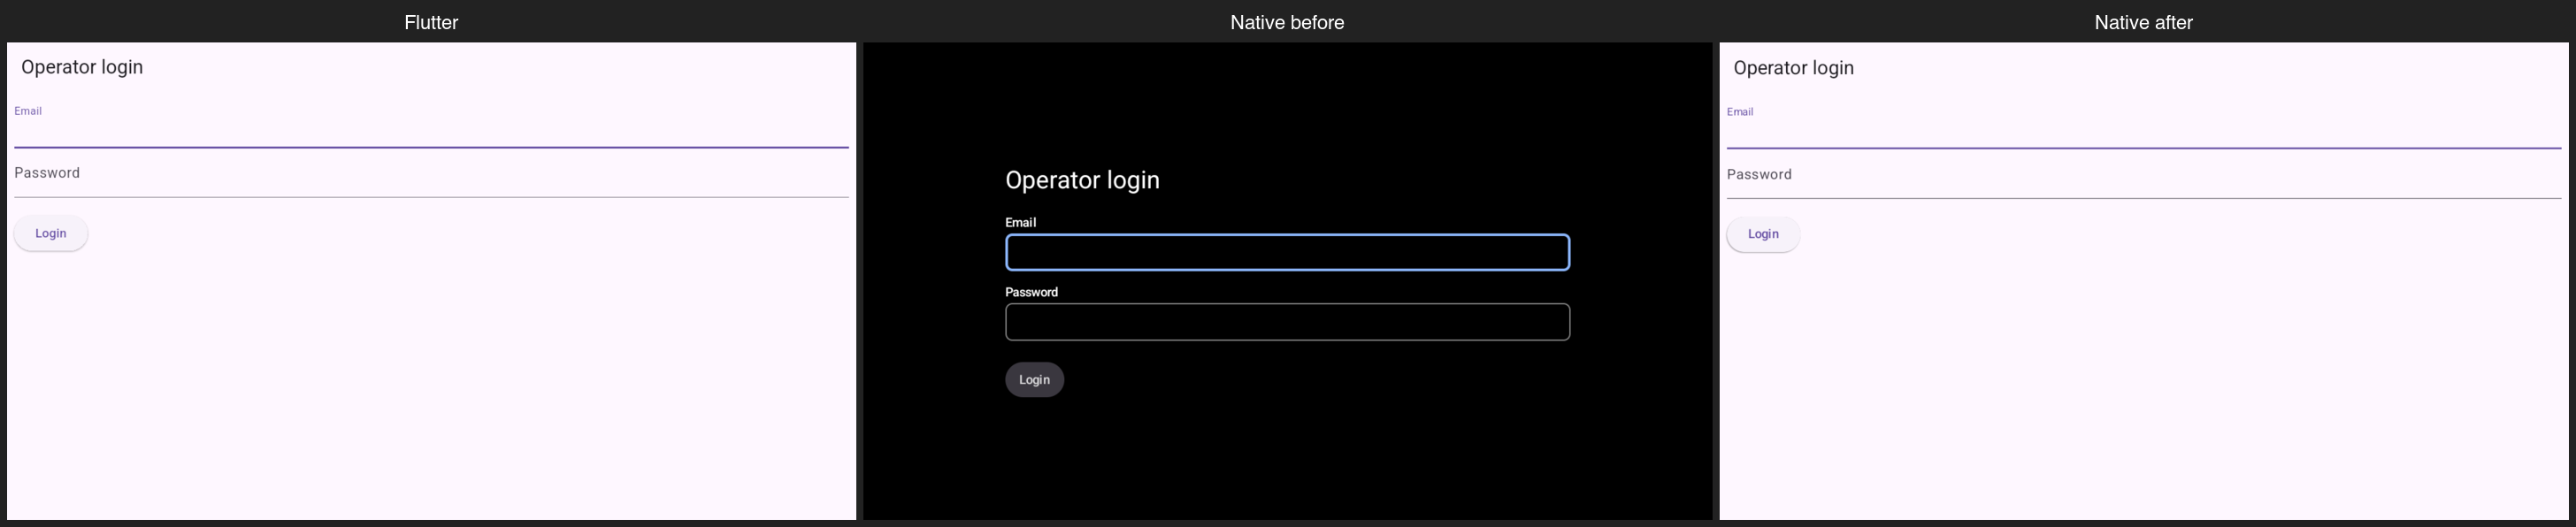 Flutter
Operator login
Email
Password
Login
Native before
Operator login
Email
Password
Login
Native after
Operator login
Email
Password
Login